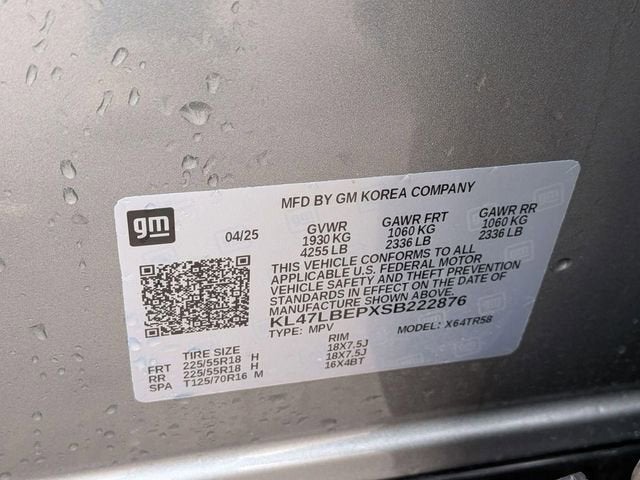 MFD BY GM KOREA COMPANY
gm
04/25
GVWR GAWR FRT GAWR RR
1930 KG 1060 KG 1060 KG
4255 LB 2336 LB 2336 LB
THIS VEHICLE CONFORMS TO ALL
APPLICABLE U.S. FEDERAL MOTOR
VEHICLE SAFETY AND THEFT PREVENTION
STANDARDS IN EFFECT ON THE DATE OF
MANUFACTURE SHOWN ABOVE.
KL47LBEPXSB222876
TYPE: MPV MODEL: X64TR58
TIRE SIZE RIM
FRT 225/55R18 H 18X7.5J
RR 225/55R18 H 18X7.5J
SPA T125/70R16 M 16X4BT